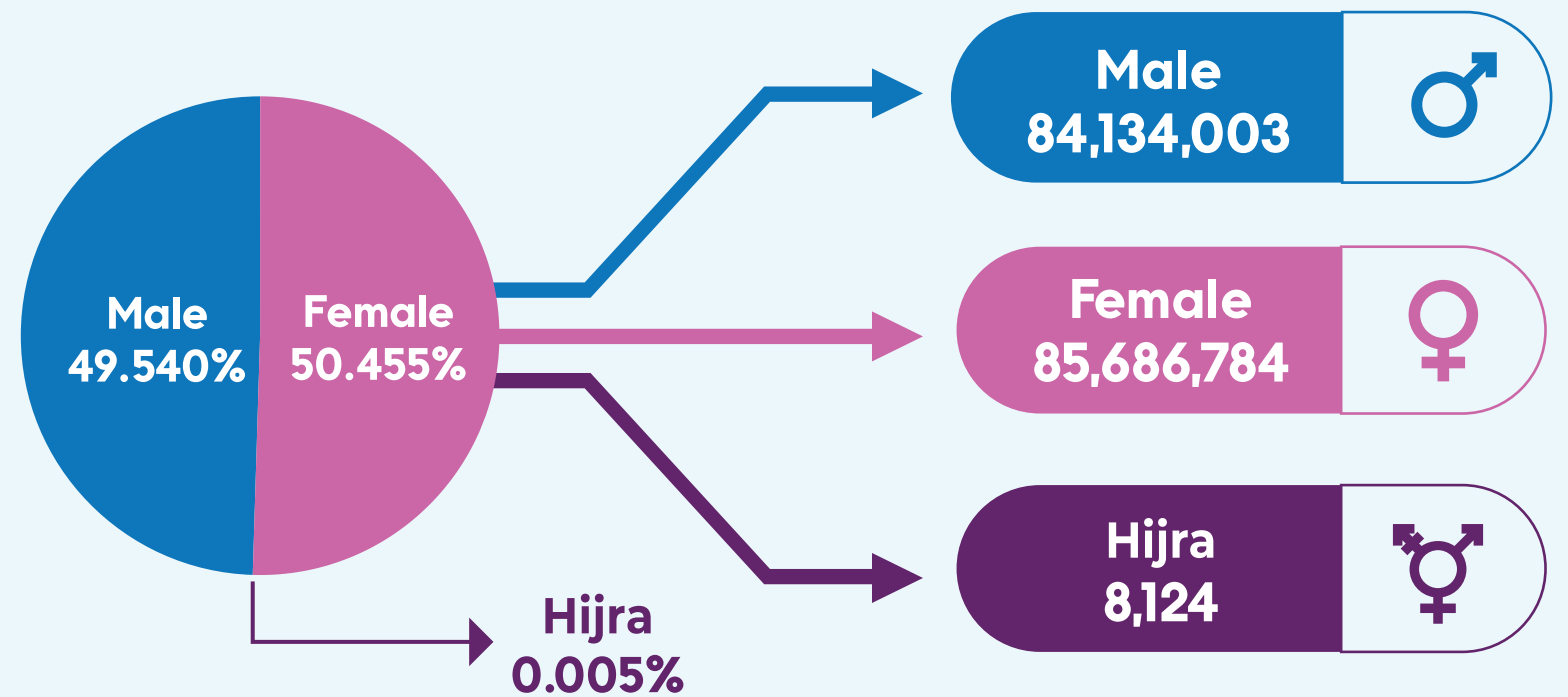 Male
49.540%
Female
50.455%
Hijra
0.005%
Male
84,134,003
Female
85,686,784
Hijra
8,124